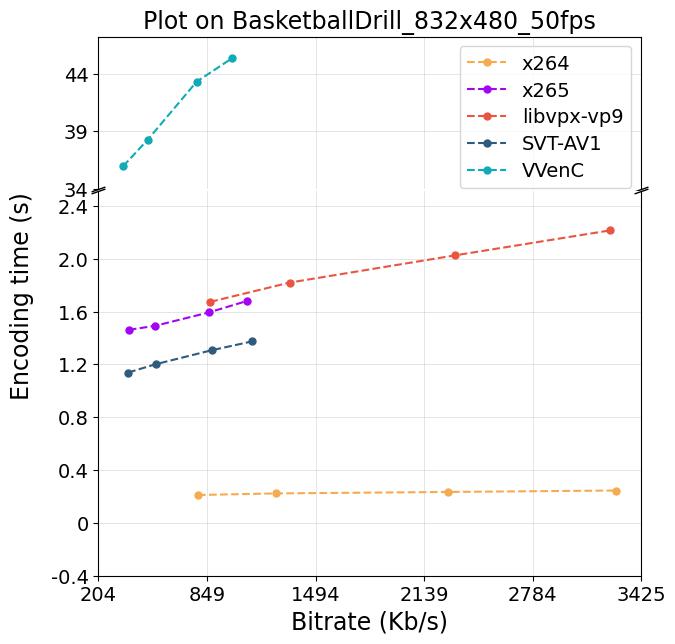 Plot on BasketballDrill_832x480_50fps
x264
x265
libvpx-vp9
SVT-AV1
VVenC
44
39
34
2.4
2.0
1.6
1.2
0.8
0.4
0
-0.4
Encoding time (s)
204 849 1494 2139 2784 3425
Bitrate (Kb/s)